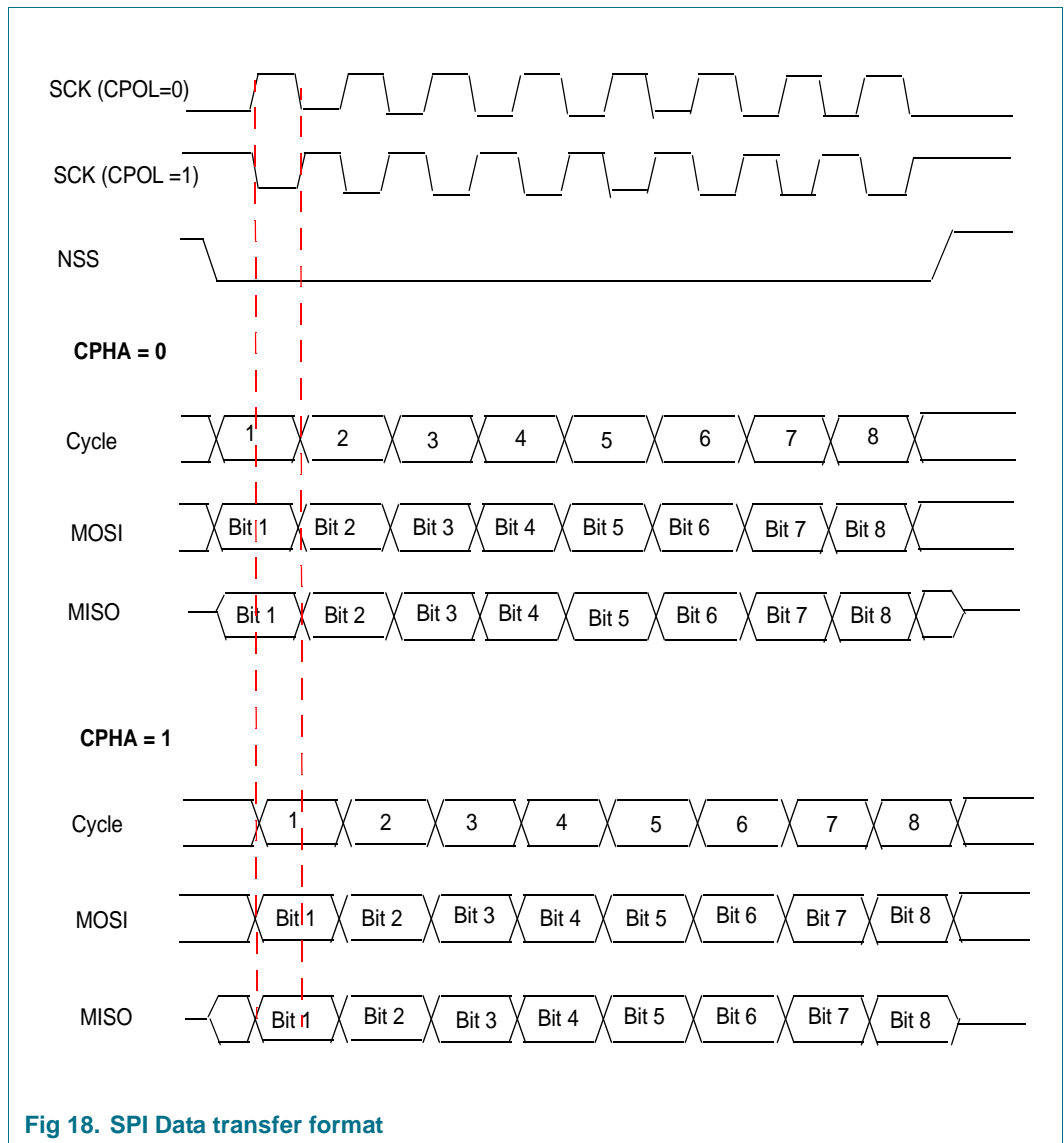 SCK (CPOL=0)
SCK (CPOL =1)
NSS
CPHA = 0
Cycle 1 2 3 4 5 6 7 8
MOSI Bit 1 Bit 2 Bit 3 Bit 4 Bit 5 Bit 6 Bit 7 Bit 8
MISO Bit 1 Bit 2 Bit 3 Bit 4 Bit 5 Bit 6 Bit 7 Bit 8
CPHA = 1
Cycle 1 2 3 4 5 6 7 8
MOSI Bit 1 Bit 2 Bit 3 Bit 4 Bit 5 Bit 6 Bit 7 Bit 8
MISO Bit 1 Bit 2 Bit 3 Bit 4 Bit 5 Bit 6 Bit 7 Bit 8
Fig 18. SPI Data transfer format